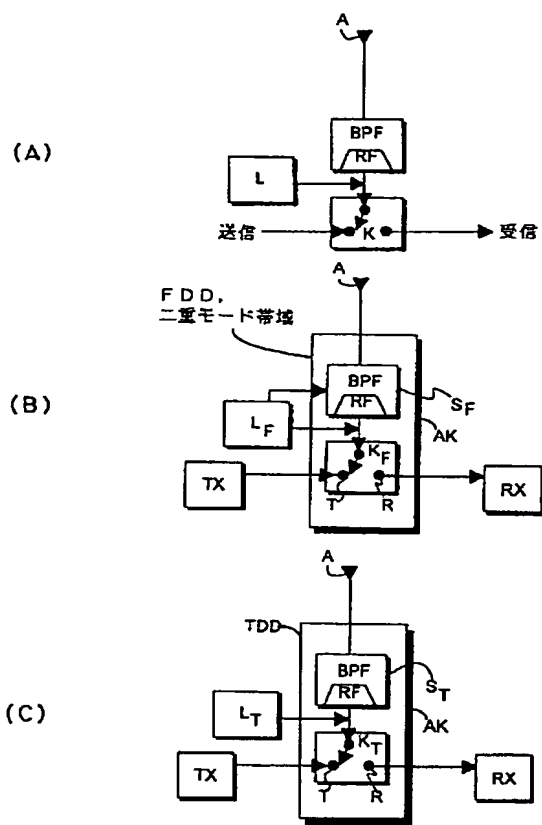 (A)
A
BPF
RF
L
送信
K
受信
(B)
A
FDD,
二重モード帯域
BPF
RF
SF
LF
AK
KF
TX
T
R
RX
(C)
A
TDD
BPF
RF
ST
LT
AK
KT
TX
T
R
RX